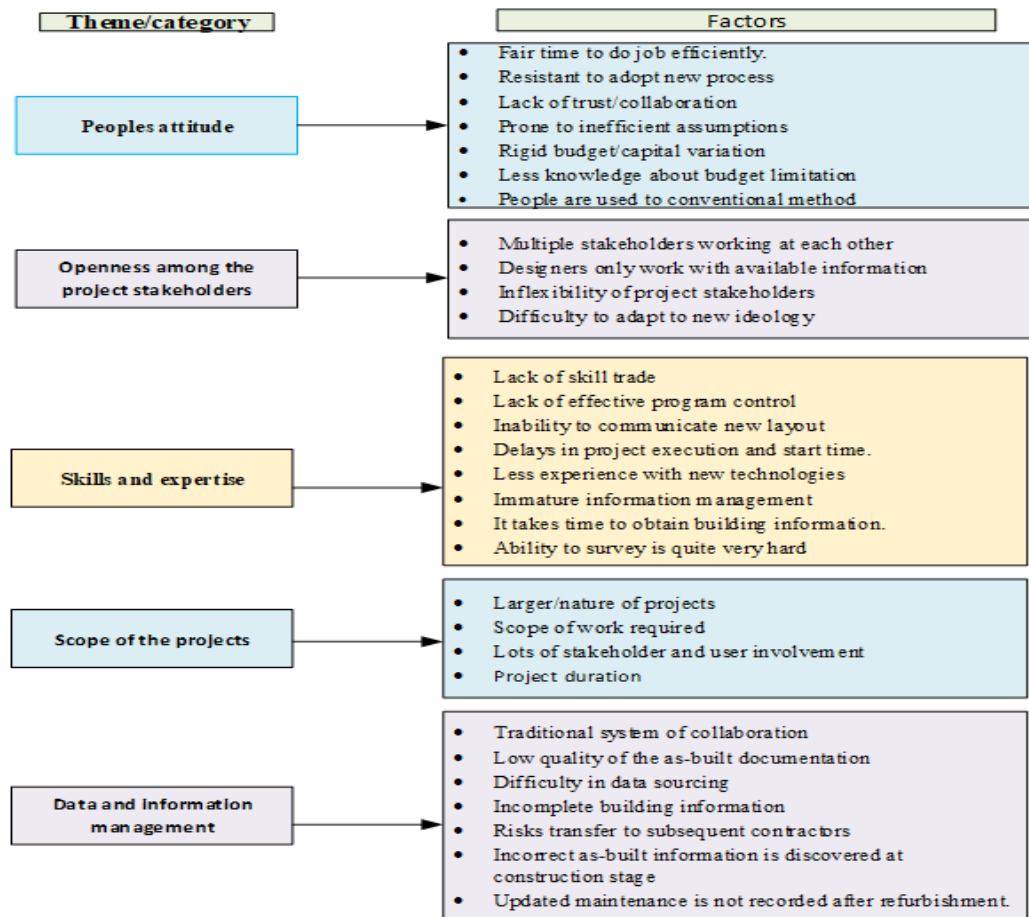 Theme/category
Factors
Peoples attitude
• Fair time to do job efficiently.
• Resistant to adopt new process
• Lack of trust/collaboration
• Prone to inefficient assumptions
• Rigid budget/capital variation
• Less knowledge about budget limitation
• People are used to conventional method
Openness among the
project stakeholders
• Multiple stakeholders working at each other
• Designers only work with available information
• Inflexibility of project stakeholders
• Difficulty to adapt to new ideology
Skills and expertise
• Lack of skill trade
• Lack of effective program control
• Inability to communicate new layout
• Delays in project execution and start time.
• Less experience with new technologies
• Immature information management
• It takes time to obtain building information.
• Ability to survey is quite very hard
Scope of the projects
• Larger/nature of projects
• Scope of work required
• Lots of stakeholder and user involvement
• Project duration
Data and information
management
• Traditional system of collaboration
• Low quality of the as-built documentation
• Difficulty in data sourcing
• Incomplete building information
• Risks transfer to subsequent contractors
• Incorrect as-built information is discovered at
construction stage
• Updated maintenance is not recorded after refurbishment.